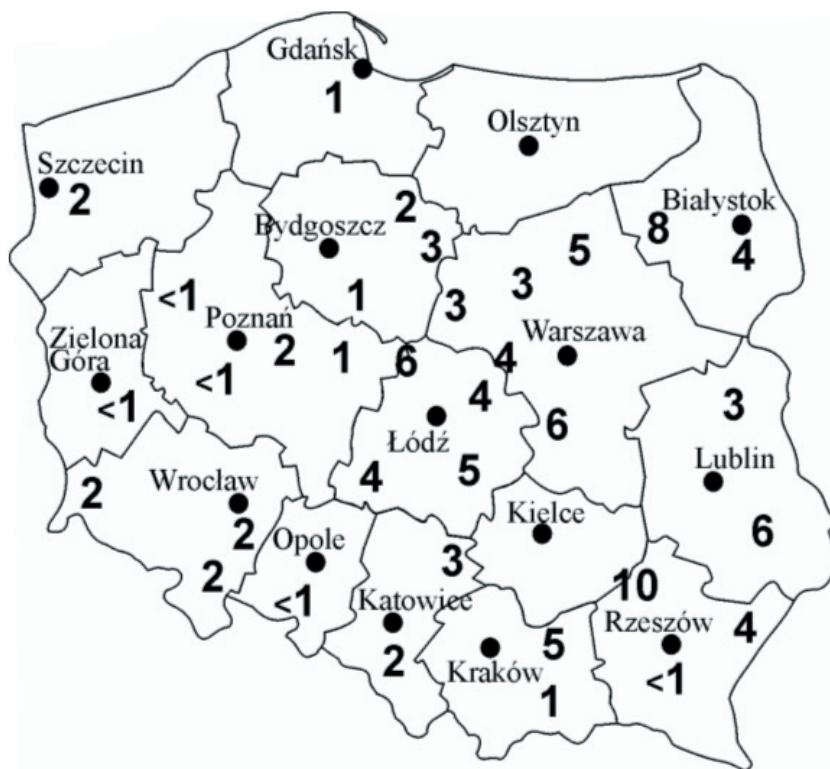 Gdańsk
1
Olsztyn
Szczecin
2
Białystok
8
4
Bydgoszcz
2
3
1
5
3
3
<1
Poznań
2
1
<1
Zielona
Góra
<1
Warszawa
6
4
4
6
Łódź
4
5
3
Lublin
6
Wrocław
2
2
2
Opole
<1
Kielce
3
Katowice
2
10
Rzeszów
4
<1
5
Kraków
1